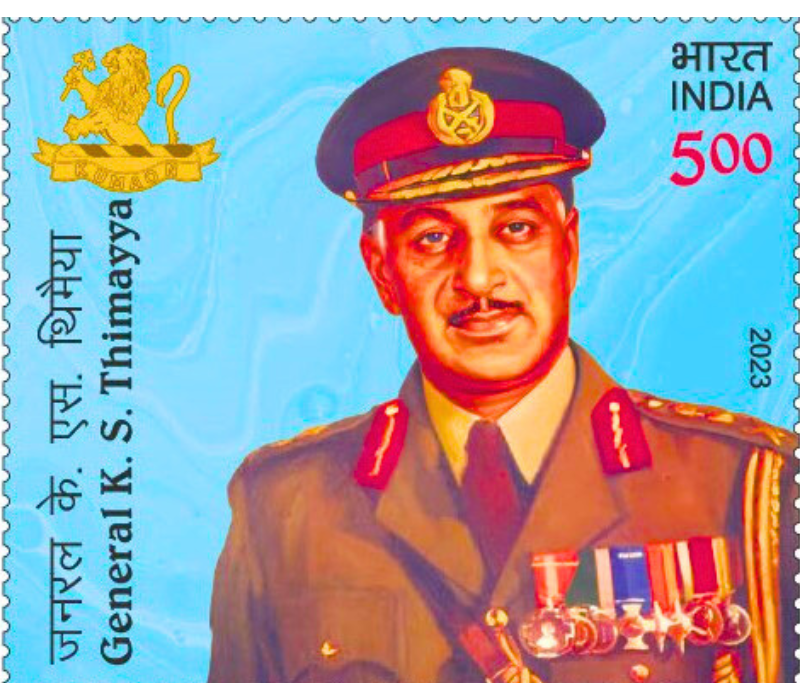 भारत
INDIA
500
KUMAON
जनरल के. एस. थिमैया
General K. S. Thimayya
2023